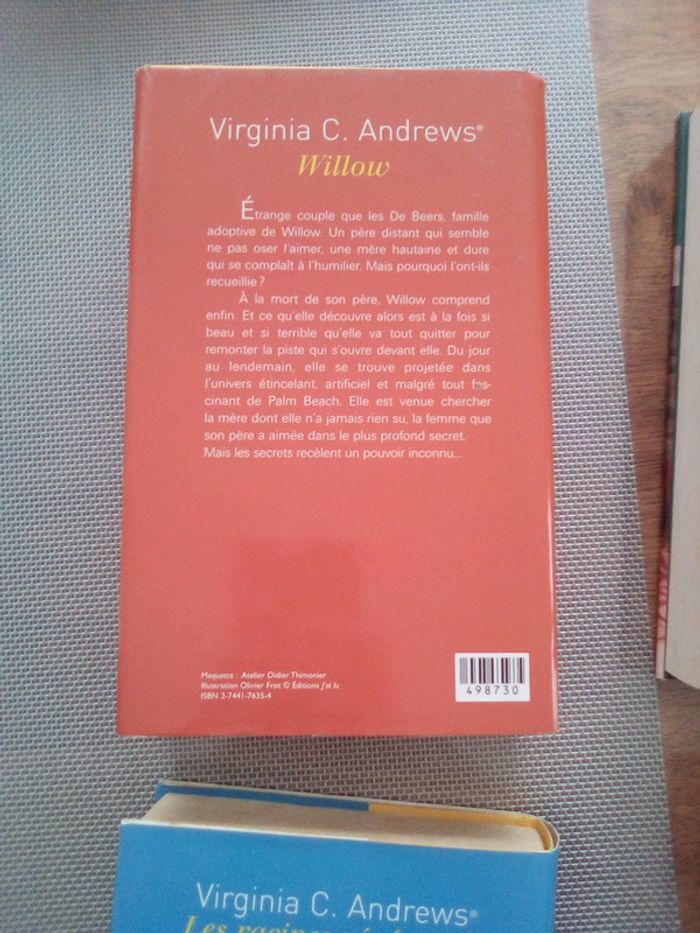 Virginia C. Andrews®
Willow
Étrange couple que les De Beers, famille
adoptive de Willow. Un père distant qui semble
ne pas oser l'aimer, une mère hautaine et dure
qui se complaît à l'humilier. Mais pourquoi l'ont-ils
recueillie ?
À la mort de son père, Willow comprend
enfin. Et ce qu'elle découvre alors est à la fois si
beau et si terrible qu'elle va tout quitter pour
remonter la piste qui s'ouvre devant elle. Du jour
au lendemain, elle se trouve projetée dans
l'univers étincelant, artificiel et malgré tout fas-
cinant de Palm Beach. Elle est venue chercher
la mère dont elle n'a jamais rien su, la femme que
son père a aimée dans le plus profond secret.
Mais les secrets recèlent un pouvoir inconnu...
Maquette : Atelier Didier Thimonier
Illustration Olivier Frot © Éditions J'ai lu
ISBN 2-7441-7635-4
498730
Virginia C. Andrews®
Les racines